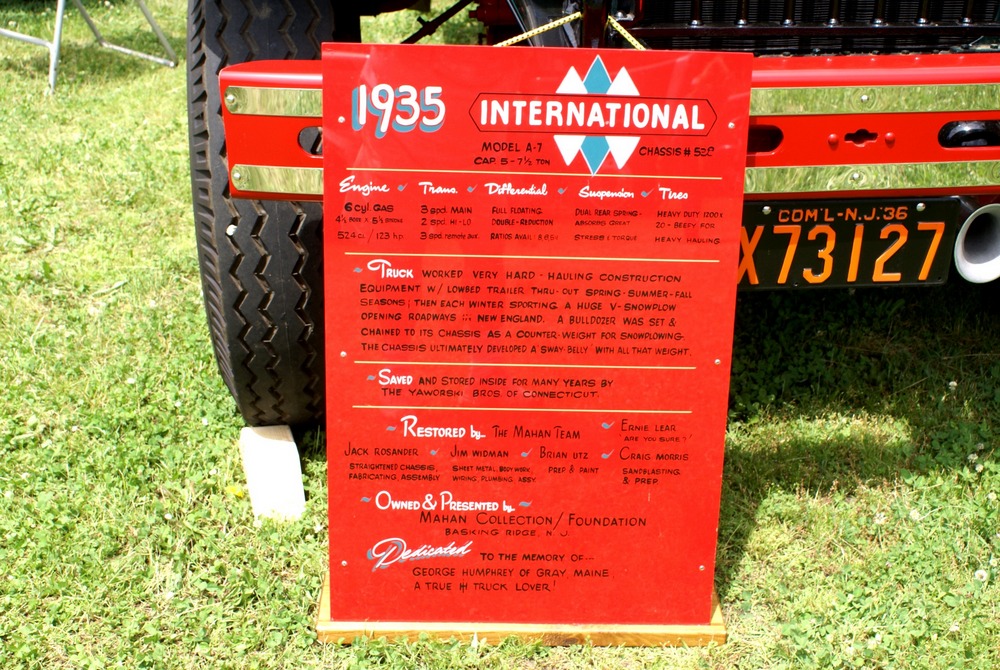 1935 INTERNATIONAL
MODEL A-7
CAP. 5-7½ TON
CHASSIS #
Engine Trans. Differential Suspension Tires
6 cyl. GAS 3 spd. MAIN FULL FLOATING. DUAL REAR SPRING- HEAVY DUTY 1200 X
4½ BORE X 5½ STROKE 2 spd. HI-LO DOUBLE-REDUCTION ABSORBS GREAT 20 - BEEFY FOR
524 ci. / 123 h.p. 3 spd. remote aux. RATIOS AVAIL. STRESS & TORQUE HEAVY HAULING
COM'L-N.J.'36
X73127
TRUCK WORKED VERY HARD - HAULING CONSTRUCTION
EQUIPMENT W/ LOWBED TRAILER THRU-OUT SPRING-SUMMER-FALL
SEASONS; THEN EACH WINTER SPORTING A HUGE V-SNOWPLOW
OPENING ROADWAYS IN NEW ENGLAND. A BULLDOZER WAS SET &
CHAINED TO ITS CHASSIS AS A COUNTER-WEIGHT FOR SNOWPLOWING.
THE CHASSIS ULTIMATELY DEVELOPED A 'SWAY-BELLY' WITH ALL THAT WEIGHT.
SAVED AND STORED INSIDE FOR MANY YEARS BY
THE YAWORSKI BROS. OF CONNECTICUT.
RESTORED by... THE MAHAN TEAM
ERNIE LEAR
'ARE YOU SURE?'
JACK ROSANDER JIM WIDMAN BRIAN UTZ CRAIG MORRIS
STRAIGHTENED CHASSIS, SHEET METAL, BODY WORK, PREP & PAINT SANDBLASTING
FABRICATING, ASSEMBLY WIRING, PLUMBING, ASSY. & PREP.
OWNED & PRESENTED by...
MAHAN COLLECTION/FOUNDATION
BASKING RIDGE, N.J.
Dedicated TO THE MEMORY OF...
GEORGE HUMPHREY OF GRAY, MAINE,
A TRUE IH TRUCK LOVER!